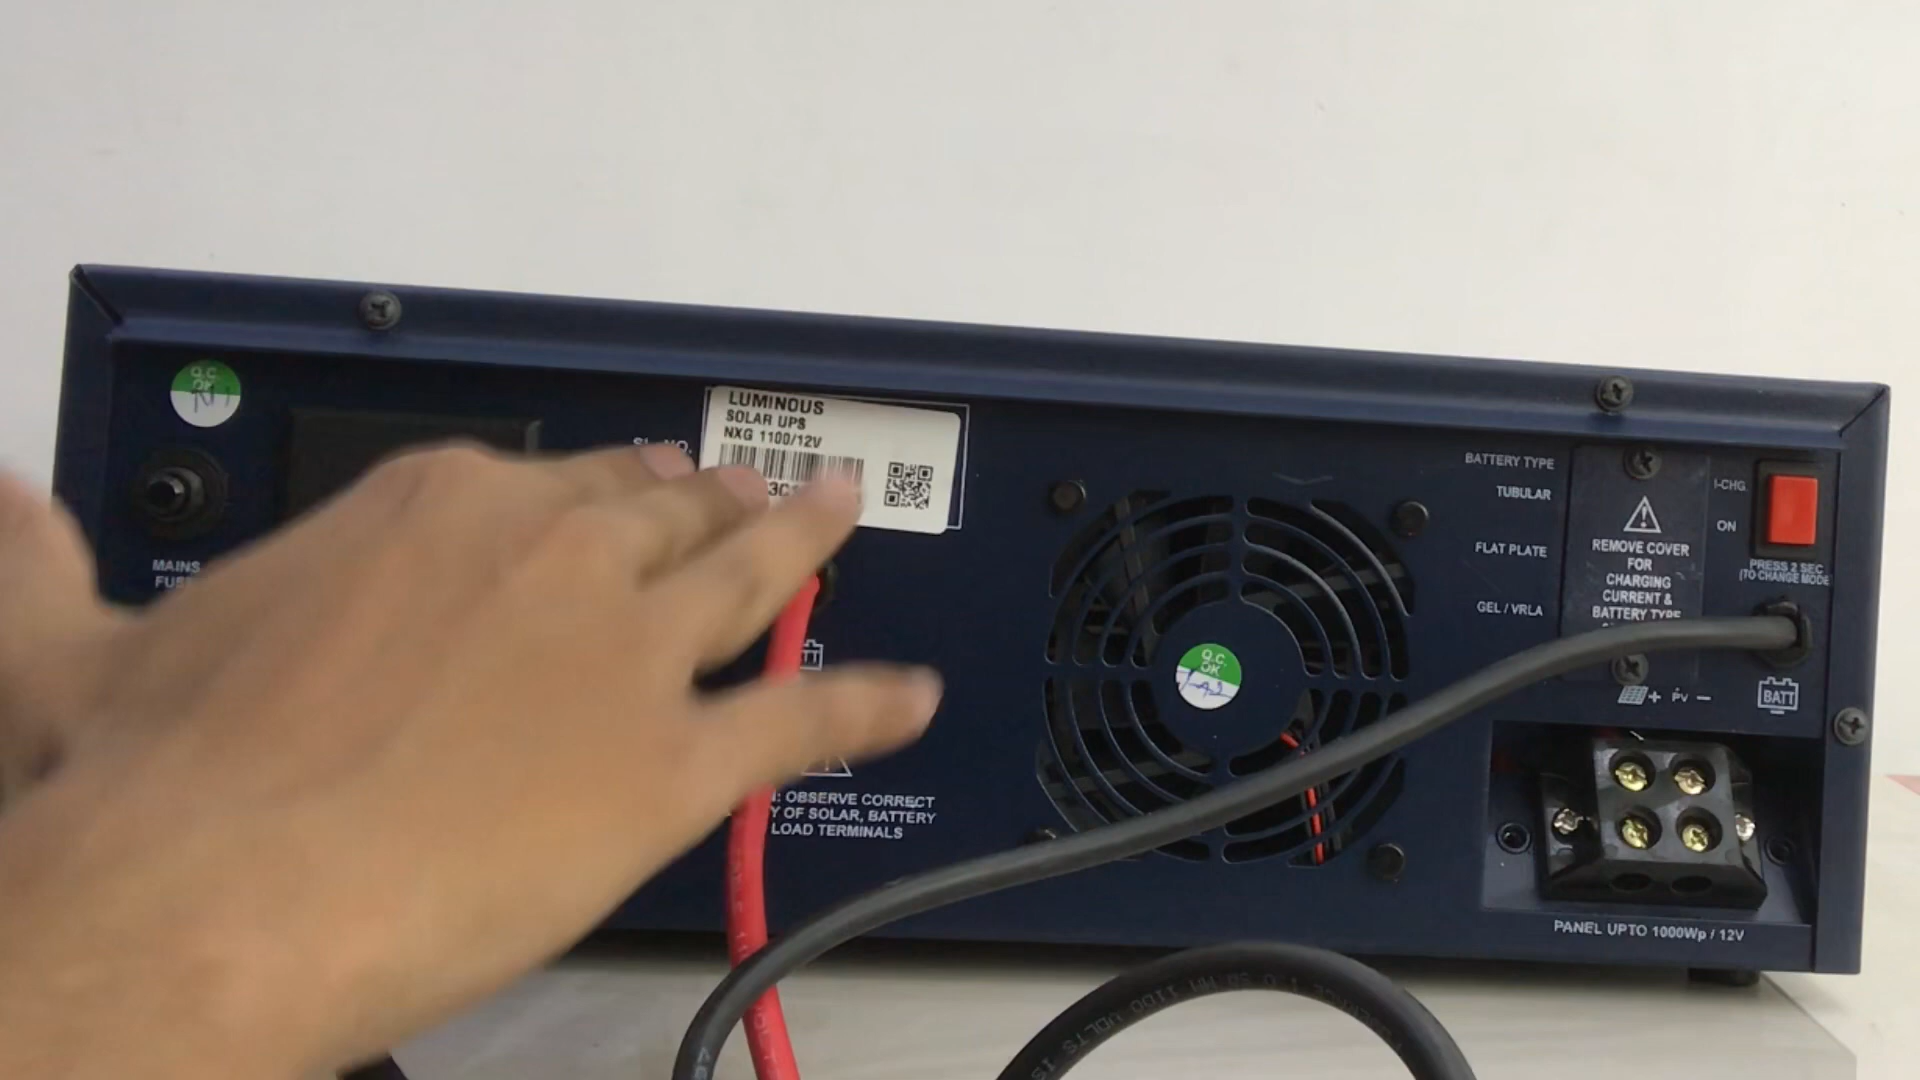 Q.C.
OK
MAINS
LUMINOUS
SOLAR UPS
NXG 1100/12V
OBSERVE CORRECT
OF SOLAR, BATTERY
LOAD TERMINALS
Q.C.
OK
BATTERY TYPE
TUBULAR
FLAT PLATE
GEL / VRLA
REMOVE COVER
FOR
CHARGING
CURRENT &
BATTERY TYPE
I-CHG.
ON
PRESS 2 SEC
(TO CHANGE MODE
+ PV −
BATT
PANEL UPTO 1000Wp / 12V